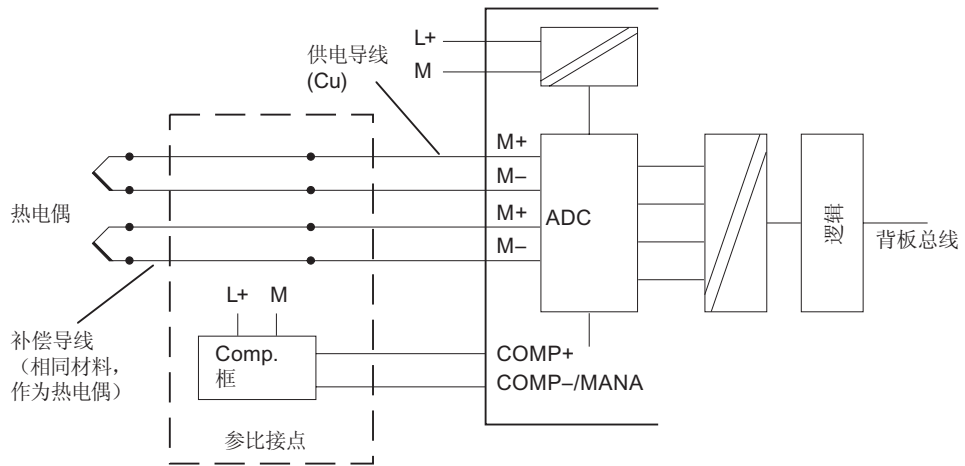 L+
M
供电导线
(Cu)
M+
M–
M+
M–
热电偶
ADC
逻辑
背板总线
补偿导线
（相同材料，
作为热电偶）
L+ M
Comp.
框
COMP+
COMP–/MANA
参比接点